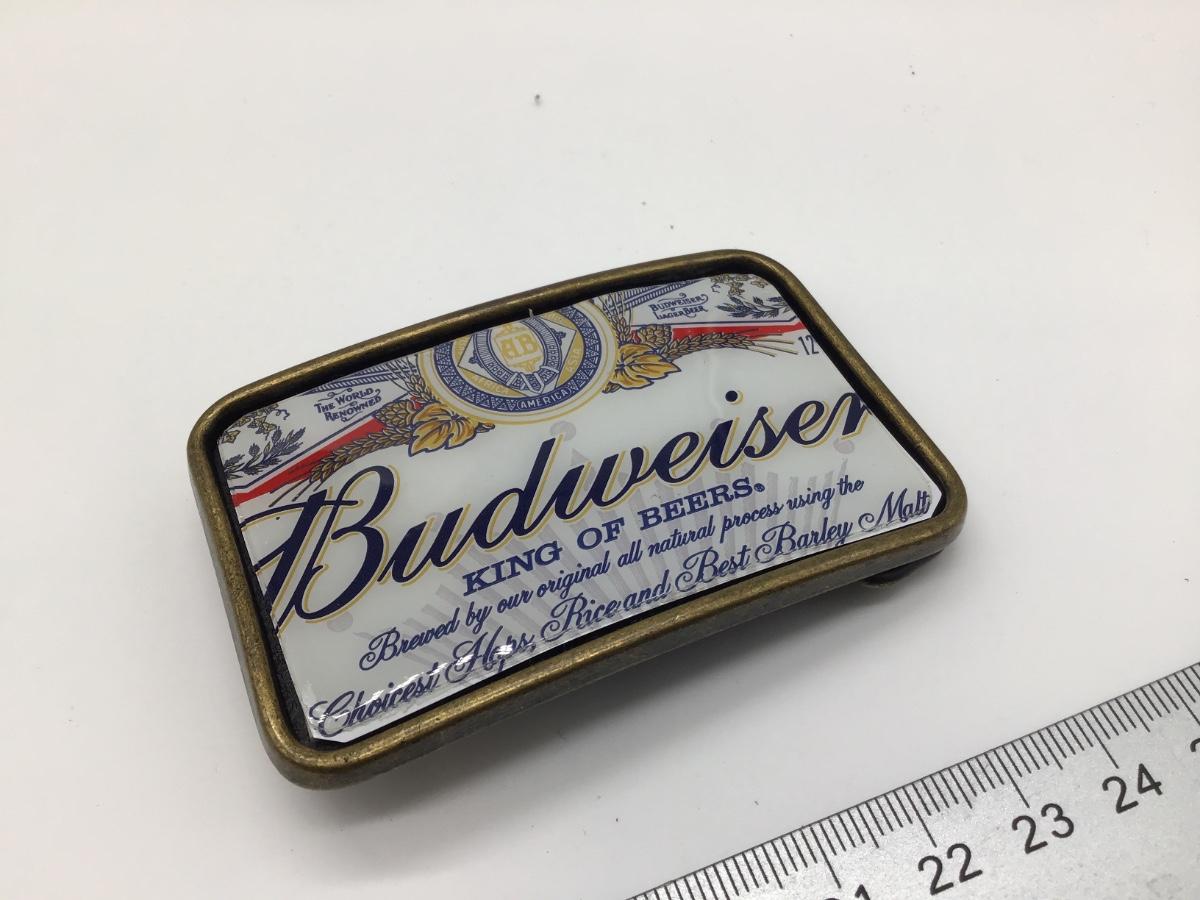 BUDWEISER
LAGER BEER
THE WORLD
RENOWNED
AMERICA
12
Budweiser
KING OF BEERS®
Brewed by our original all natural process using the
Choicest Hops, Rice and Best Barley Malt
22 23 24